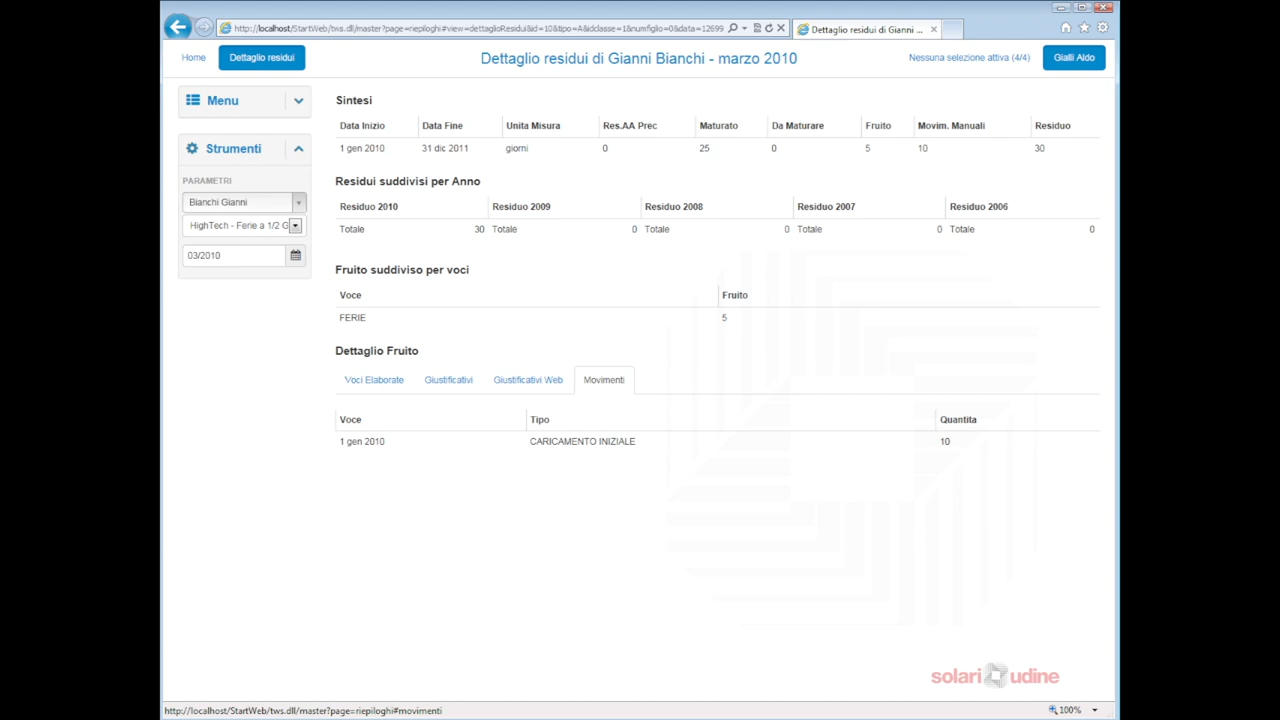 http://localhost/StartWeb/tws.dll/master?page=riepiloghi#view=dettaglioResidui&id=10&tipo=A&idclasse=1&numfiglio=0&data=12699
Dettaglio residui di Gianni ...
Home
Dettaglio residui
Dettaglio residui di Gianni Bianchi - marzo 2010
Nessuna selezione attiva (4/4)
Gialli Aldo
Menu
Strumenti
PARAMETRI
Bianchi Gianni
HighTech - Ferie a 1/2 G
03/2010
Sintesi
Data Inizio Data Fine Unita Misura Res.AA Prec Maturato Da Maturare Fruito Movim. Manuali Residuo
1 gen 2010 31 dic 2011 giorni 0 25 0 5 10 30
Residui suddivisi per Anno
Residuo 2010 Residuo 2009 Residuo 2008 Residuo 2007 Residuo 2006
Totale 30 Totale 0 Totale 0 Totale 0 Totale 0
Fruito suddiviso per voci
Voce Fruito
FERIE 5
Dettaglio Fruito
Voci Elaborate Giustificativi Giustificativi Web Movimenti
Voce Tipo Quantita
1 gen 2010 CARICAMENTO INIZIALE 10
solari udine
http://localhost/StartWeb/tws.dll/master?page=riepiloghi#movimenti
100%